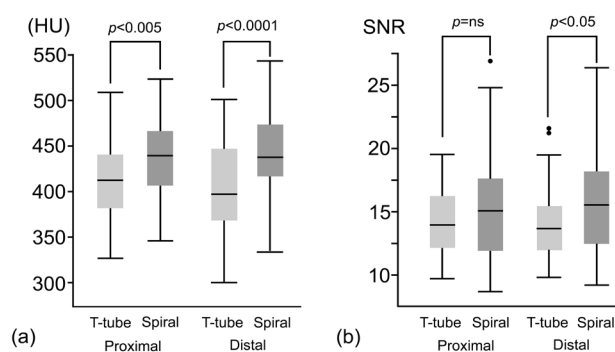 (HU)
p<0.005
p<0.0001
550
500
450
400
350
300
T-tube Spiral T-tube Spiral
Proximal Distal
(a)
SNR
p=ns
p<0.05
25
20
15
10
T-tube Spiral T-tube Spiral
Proximal Distal
(b)